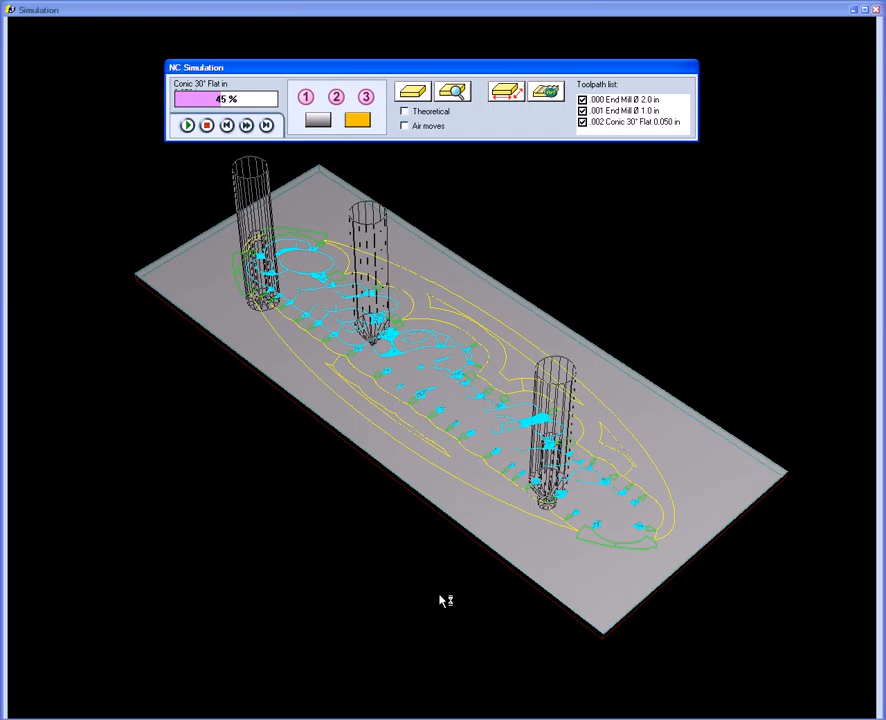 Simulation
NC Simulation
Conic 30° Flat in
45 %
1 2 3
Theoretical
Air moves
Toolpath list:
.000 End Mill Ø 2.0 in
.001 End Mill Ø 1.0 in
.002 Conic 30° Flat 0.050 in